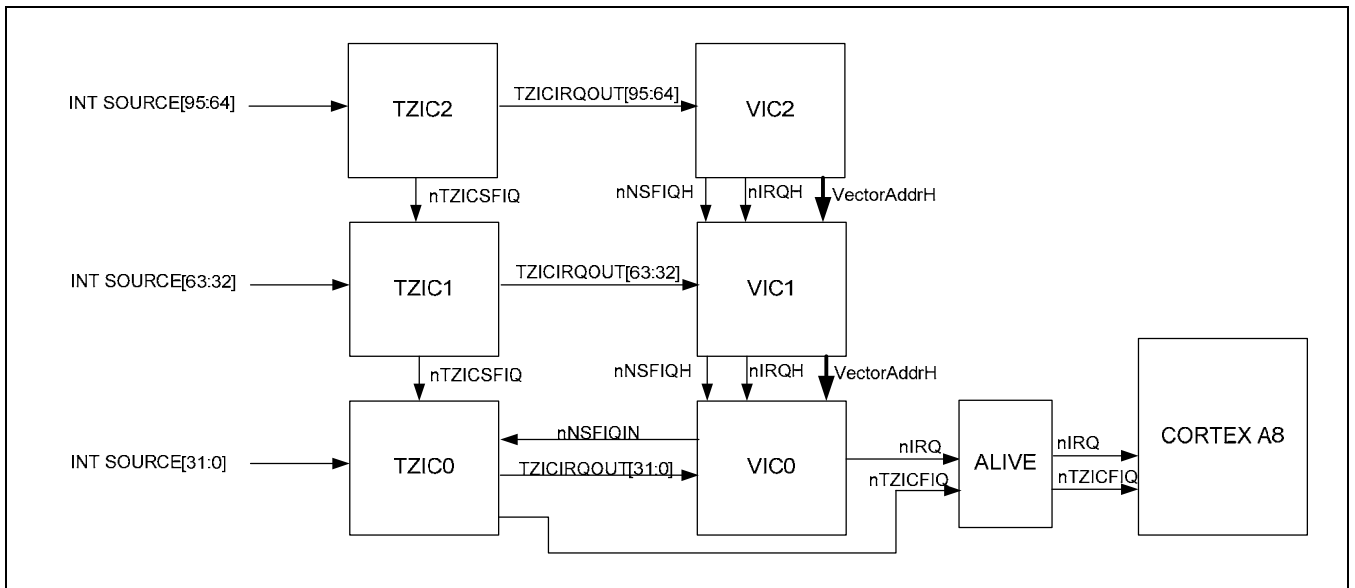 INT SOURCE[95:64]
TZIC2
TZICIRQOUT[95:64]
VIC2
nTZICSFIQ
nNSFIQH
nIRQH
VectorAddrH
INT SOURCE[63:32]
TZIC1
TZICIRQOUT[63:32]
VIC1
nTZICSFIQ
nNSFIQH
nIRQH
VectorAddrH
INT SOURCE[31:0]
TZIC0
nNSFIQIN
TZICIRQOUT[31:0]
VIC0
nIRQ
nTZICFIQ
ALIVE
nIRQ
nTZICFIQ
CORTEX A8